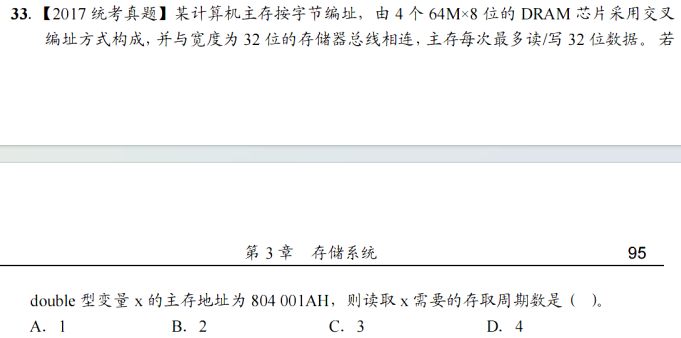 33. 【2017 统考真题】某计算机主存按字节编址，由 4 个 64M×8 位的 DRAM 芯片采用交叉
编址方式构成，并与宽度为 32 位的存储器总线相连，主存每次最多读/写 32 位数据。若
第 3 章 存储系统 95
double 型变量 x 的主存地址为 804 001AH，则读取 x 需要的存取周期数是（ ）。
A. 1 B. 2 C. 3 D. 4